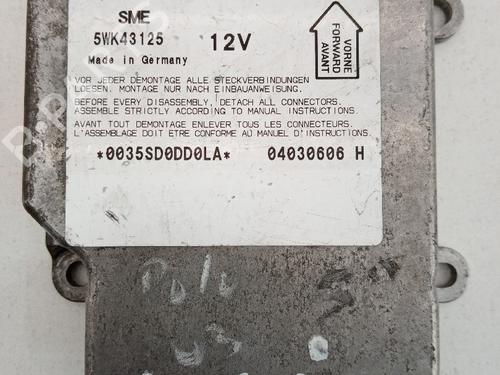 SME
5WK43125 12V
Made in Germany
VORNE
FORWARD
AVANT
VOR JEDER DEMONTAGE ALLE STECKVERBINDUNGEN
LOESEN. MONTAGE NUR NACH EINBAUANWEISUNG.
BEFORE EVERY DISASSEMBLY, DETACH ALL CONNECTORS.
ASSEMBLE STRICTLY ACCORDING TO MANUAL INSTRUCTIONS.
AVANT TOUT DEMONTAGE ENLEVER TOUS LES CONNECTEURS.
L'ASSEMBLAGE DOIT ETRE CONFORME AU MANUEL D'INSTRUCTIONS.
*0035SD0DD0LA* 04030606 H
Polo
03